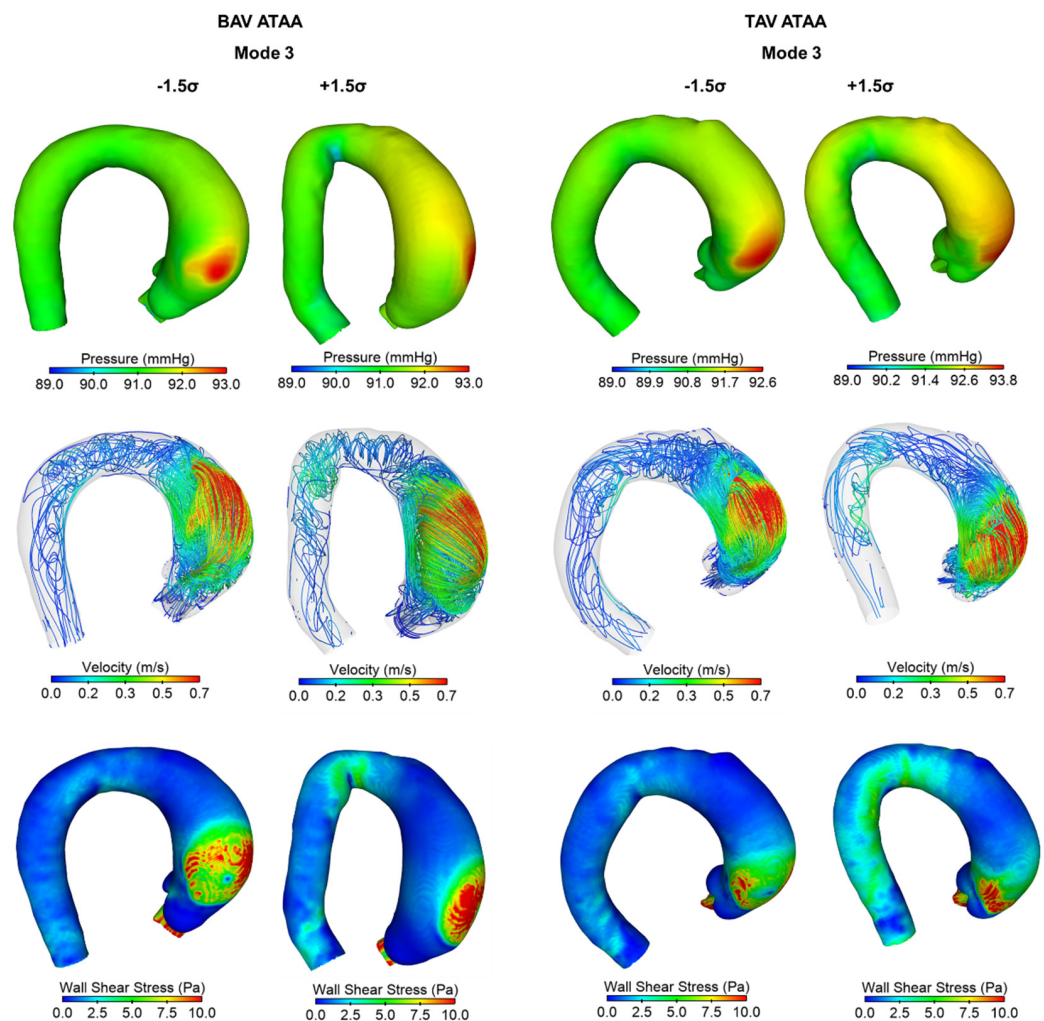 BAV ATAA TAV ATAA
Mode 3 Mode 3
-1.5σ +1.5σ -1.5σ +1.5σ
Pressure (mmHg) Pressure (mmHg) Pressure (mmHg) Pressure (mmHg)
89.0 90.0 91.0 92.0 93.0 89.0 90.0 91.0 92.0 93.0 89.0 89.9 90.8 91.7 92.6 89.0 90.2 91.4 92.6 93.8
Velocity (m/s) Velocity (m/s) Velocity (m/s) Velocity (m/s)
0.0 0.2 0.3 0.5 0.7 0.0 0.2 0.3 0.5 0.7 0.0 0.2 0.3 0.5 0.7 0.0 0.2 0.3 0.5 0.7
Wall Shear Stress (Pa) Wall Shear Stress (Pa) Wall Shear Stress (Pa) Wall Shear Stress (Pa)
0.0 2.5 5.0 7.5 10.0 0.0 2.5 5.0 7.5 10.0 0.0 2.5 5.0 7.5 10.0 0.0 2.5 5.0 7.5 10.0